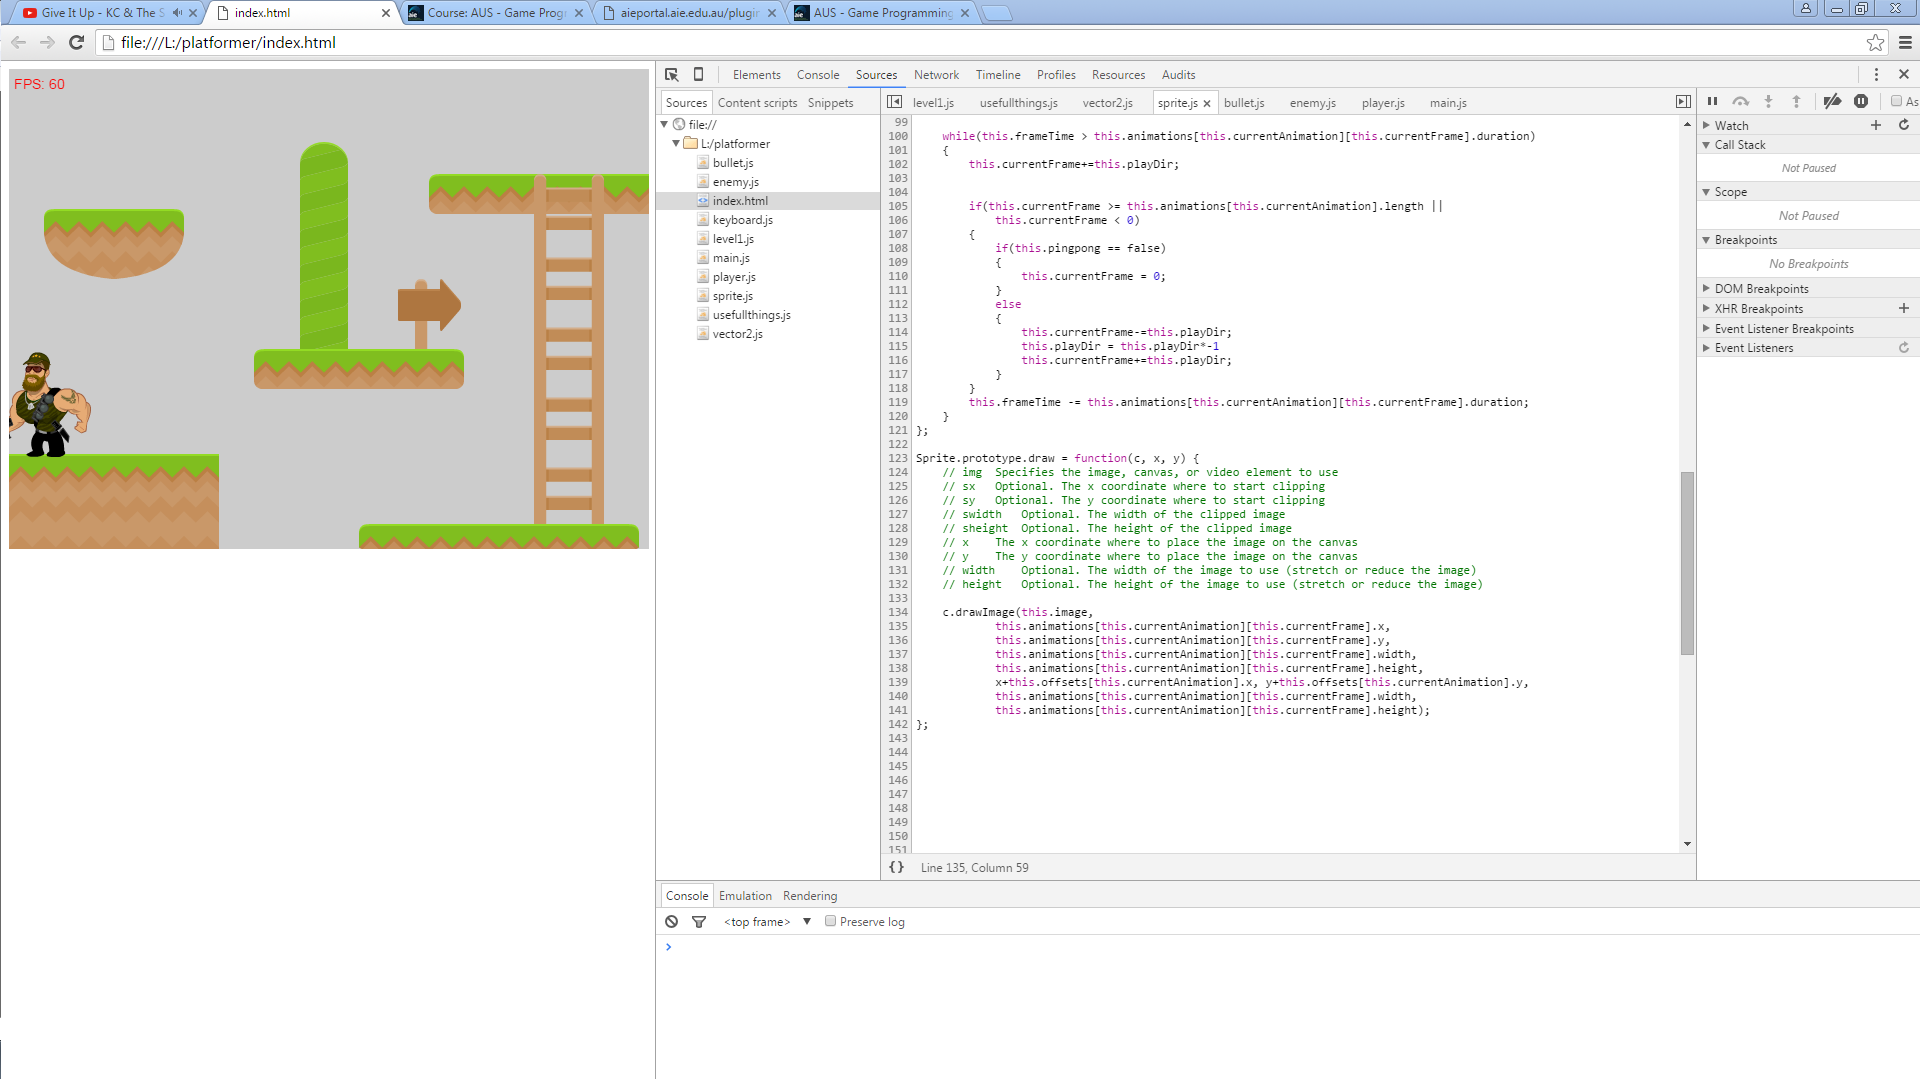 Give It Up - KC & The S
index.html
Course: AUS - Game Prog
aieportal.aie.edu.au/plugin
AUS - Game Programming
file:///L:/platformer/index.html
FPS: 60
Elements Console Sources Network Timeline Profiles Resources Audits
Sources Content scripts Snippets
level1.js usefullthings.js vector2.js sprite.js bullet.js enemy.js player.js main.js
As
file://
L:/platformer
bullet.js
enemy.js
index.html
keyboard.js
level1.js
main.js
player.js
sprite.js
usefullthings.js
vector2.js
99
100 while(this.frameTime > this.animations[this.currentAnimation][this.currentFrame].duration)
101 {
102 this.currentFrame+=this.playDir;
103
104
105 if(this.currentFrame >= this.animations[this.currentAnimation].length ||
106 this.currentFrame < 0)
107 {
108 if(this.pingpong == false)
109 {
110 this.currentFrame = 0;
111 }
112 else
113 {
114 this.currentFrame-=this.playDir;
115 this.playDir = this.playDir*-1
116 this.currentFrame+=this.playDir;
117 }
118 }
119 this.frameTime -= this.animations[this.currentAnimation][this.currentFrame].duration;
120 }
121 };
122
123 Sprite.prototype.draw = function(c, x, y) {
124 // img Specifies the image, canvas, or video element to use
125 // sx Optional. The x coordinate where to start clipping
126 // sy Optional. The y coordinate where to start clipping
127 // swidth Optional. The width of the clipped image
128 // sheight Optional. The height of the clipped image
129 // x The x coordinate where to place the image on the canvas
130 // y The y coordinate where to place the image on the canvas
131 // width Optional. The width of the image to use (stretch or reduce the image)
132 // height Optional. The height of the image to use (stretch or reduce the image)
133
134 c.drawImage(this.image,
135 this.animations[this.currentAnimation][this.currentFrame].x,
136 this.animations[this.currentAnimation][this.currentFrame].y,
137 this.animations[this.currentAnimation][this.currentFrame].width,
138 this.animations[this.currentAnimation][this.currentFrame].height,
139 x+this.offsets[this.currentAnimation].x, y+this.offsets[this.currentAnimation].y,
140 this.animations[this.currentAnimation][this.currentFrame].width,
141 this.animations[this.currentAnimation][this.currentFrame].height);
142 };
143
144
145
146
147
148
149
150
151
{} Line 135, Column 59
Watch
Call Stack
Not Paused
Scope
Not Paused
Breakpoints
No Breakpoints
DOM Breakpoints
XHR Breakpoints
Event Listener Breakpoints
Event Listeners
Console Emulation Rendering
<top frame> Preserve log